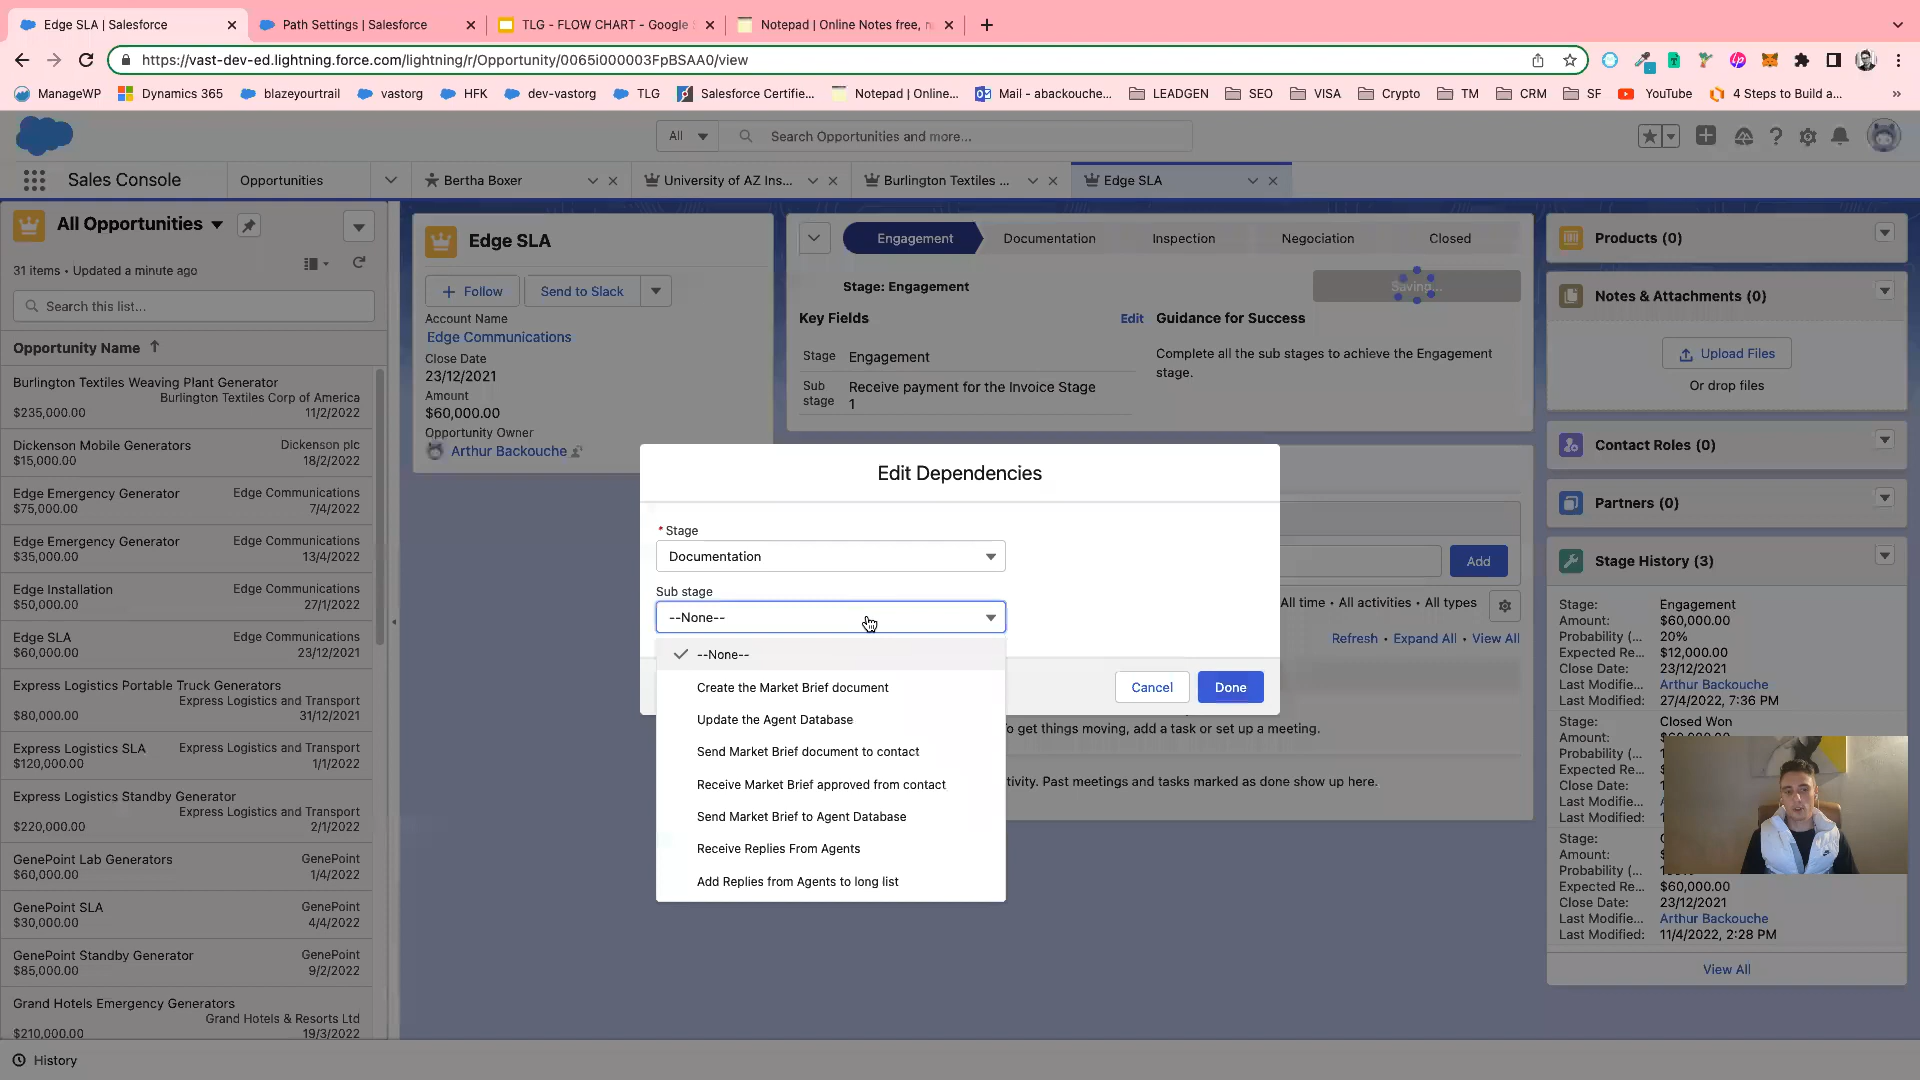 Edge SLA | Salesforce
Path Settings | Salesforce
TLG - FLOW CHART - Google
Notepad | Online Notes free, n
https://vast-dev-ed.lightning.force.com/lightning/r/Opportunity/0065i000003FpBSAA0/view
ManageWP
Dynamics 365
blazeyourtrail
vastorg
HFK
dev-vastorg
TLG
Salesforce Certifie...
Notepad | Online...
Mail - abackouche...
LEADGEN
SEO
VISA
Crypto
TM
CRM
SF
YouTube
4 Steps to Build a...
All
Search Opportunities and more...
Sales Console
Opportunities
Bertha Boxer
University of AZ Ins...
Burlington Textiles ...
Edge SLA
All Opportunities
31 items • Updated a minute ago
Search this list...
Opportunity Name
Burlington Textiles Weaving Plant Generator
Burlington Textiles Corp of America
$235,000.00 11/2/2022
Dickenson Mobile Generators Dickenson plc
$15,000.00 18/2/2022
Edge Emergency Generator Edge Communications
$75,000.00 7/4/2022
Edge Emergency Generator Edge Communications
$35,000.00 13/4/2022
Edge Installation Edge Communications
$50,000.00 27/1/2022
Edge SLA Edge Communications
$60,000.00 23/12/2021
Express Logistics Portable Truck Generators
Express Logistics and Transport
$80,000.00 31/12/2021
Express Logistics SLA Express Logistics and Transport
$120,000.00 1/1/2022
Express Logistics Standby Generator
Express Logistics and Transport
$220,000.00 2/1/2022
GenePoint Lab Generators GenePoint
$60,000.00 1/4/2022
GenePoint SLA GenePoint
$30,000.00 4/4/2022
GenePoint Standby Generator GenePoint
$85,000.00 9/2/2022
Grand Hotels Emergency Generators
Grand Hotels & Resorts Ltd
$210,000.00 19/3/2022
History
Edge SLA
Follow
Send to Slack
Account Name
Edge Communications
Close Date
23/12/2021
Amount
$60,000.00
Opportunity Owner
Arthur Backouche
Engagement
Documentation
Inspection
Negociation
Closed
Stage: Engagement
Saving...
Key Fields
Edit
Guidance for Success
Stage Engagement
Complete all the sub stages to achieve the Engagement
stage.
Sub
stage
Receive payment for the Invoice Stage
1
Edit Dependencies
* Stage
Documentation
Sub stage
--None--
--None--
Create the Market Brief document
Update the Agent Database
Send Market Brief document to contact
Receive Market Brief approved from contact
Send Market Brief to Agent Database
Receive Replies From Agents
Add Replies from Agents to long list
Cancel
Done
Add
All time • All activities • All types
Refresh • Expand All • View All
o get things moving, add a task or set up a meeting.
tivity. Past meetings and tasks marked as done show up here.
Products (0)
Notes & Attachments (0)
Upload Files
Or drop files
Contact Roles (0)
Partners (0)
Stage History (3)
Stage: Engagement
Amount: $60,000.00
Probability (... 20%
Expected Re... $12,000.00
Close Date: 23/12/2021
Last Modifie... Arthur Backouche
Last Modified: 27/4/2022, 7:36 PM
Stage: Closed Won
Amount: $60,000.00
Probability (...
Expected Re...
Close Date:
Last Modifie...
Last Modified:
Stage:
Amount:
Probability (...
Expected Re... $60,000.00
Close Date: 23/12/2021
Last Modifie... Arthur Backouche
Last Modified: 11/4/2022, 2:28 PM
View All